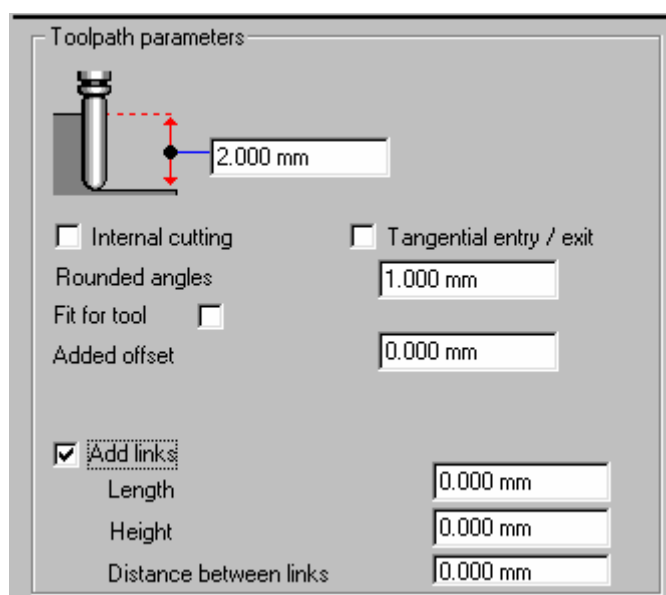 Toolpath parameters
2.000 mm
Internal cutting
Tangential entry / exit
Rounded angles
1.000 mm
Fit for tool
Added offset
0.000 mm
Add links
Length
0.000 mm
Height
0.000 mm
Distance between links
0.000 mm